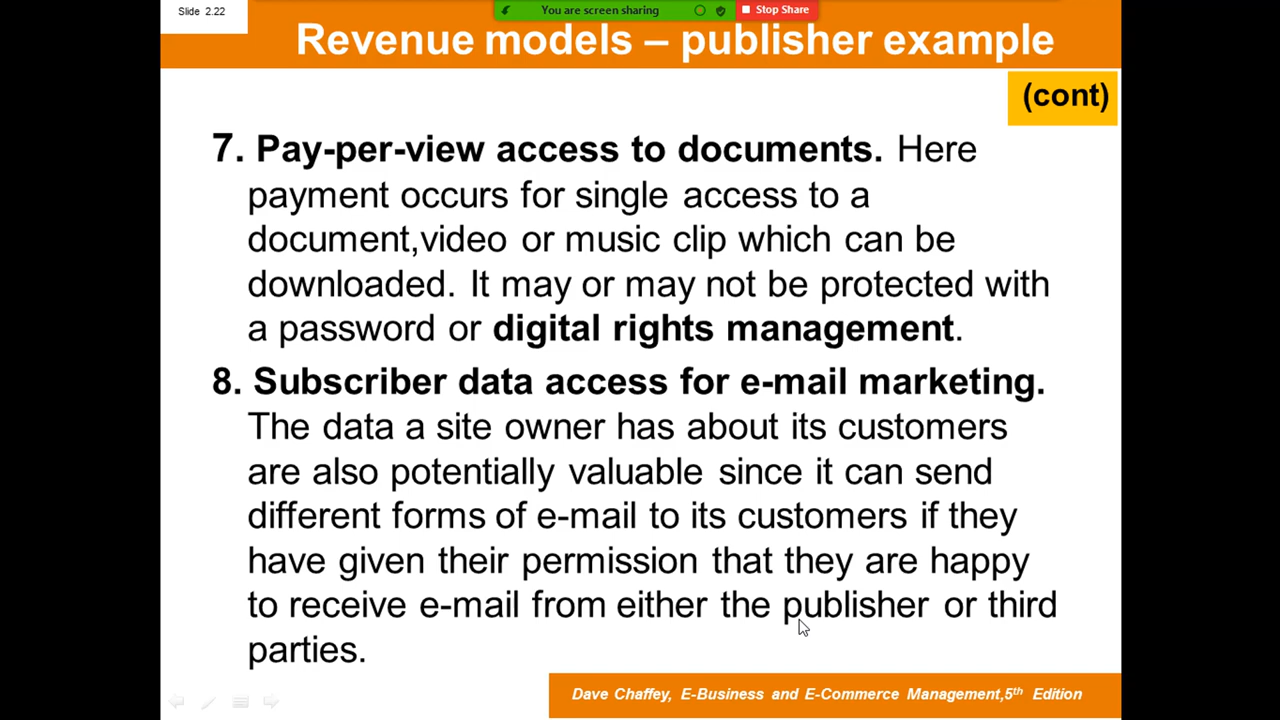 Slide 2.22
You are screen sharing
Stop Share
Revenue models – publisher example
(cont)
7. Pay-per-view access to documents. Here
payment occurs for single access to a
document,video or music clip which can be
downloaded. It may or may not be protected with
a password or digital rights management.
8. Subscriber data access for e-mail marketing.
The data a site owner has about its customers
are also potentially valuable since it can send
different forms of e-mail to its customers if they
have given their permission that they are happy
to receive e-mail from either the publisher or third
parties.
Dave Chaffey, E-Business and E-Commerce Management,5th Edition